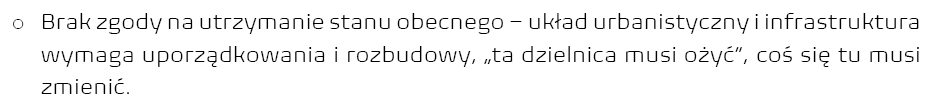 ○ Brak zgody na utrzymanie stanu obecnego – układ urbanistyczny i infrastruktura
wymaga uporządkowania i rozbudowy, „ta dzielnica musi ożyć”, coś się tu musi
zmienić.